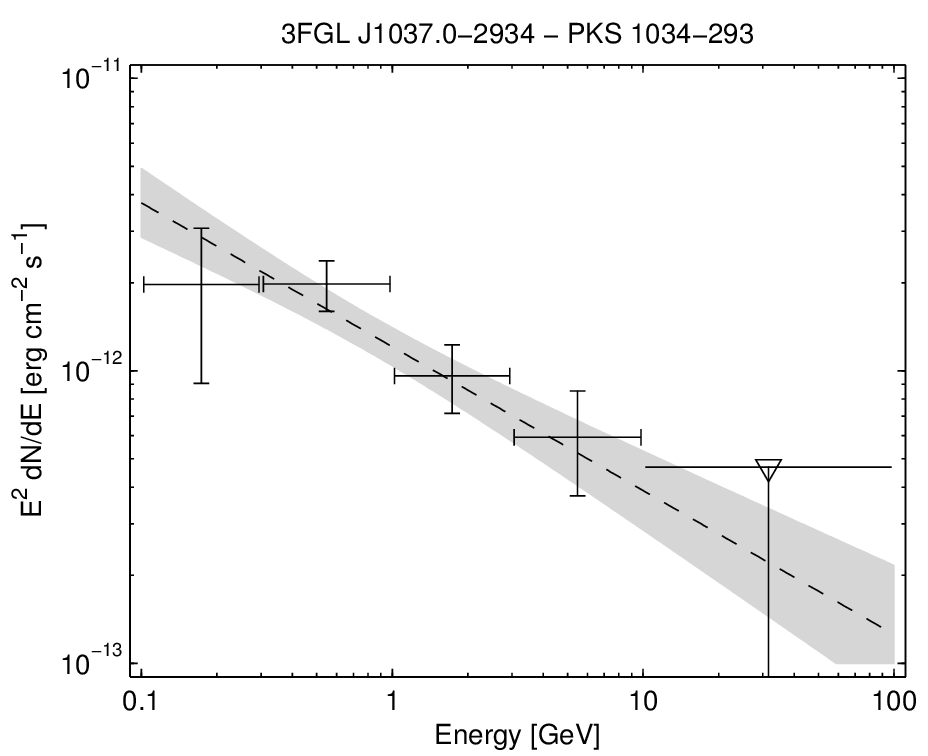 3FGL J1037.0−2934 − PKS 1034−293
10⁻¹¹
10⁻¹²
10⁻¹³
E² dN/dE [erg cm⁻² s⁻¹]
0.1 1 10 100
Energy [GeV]